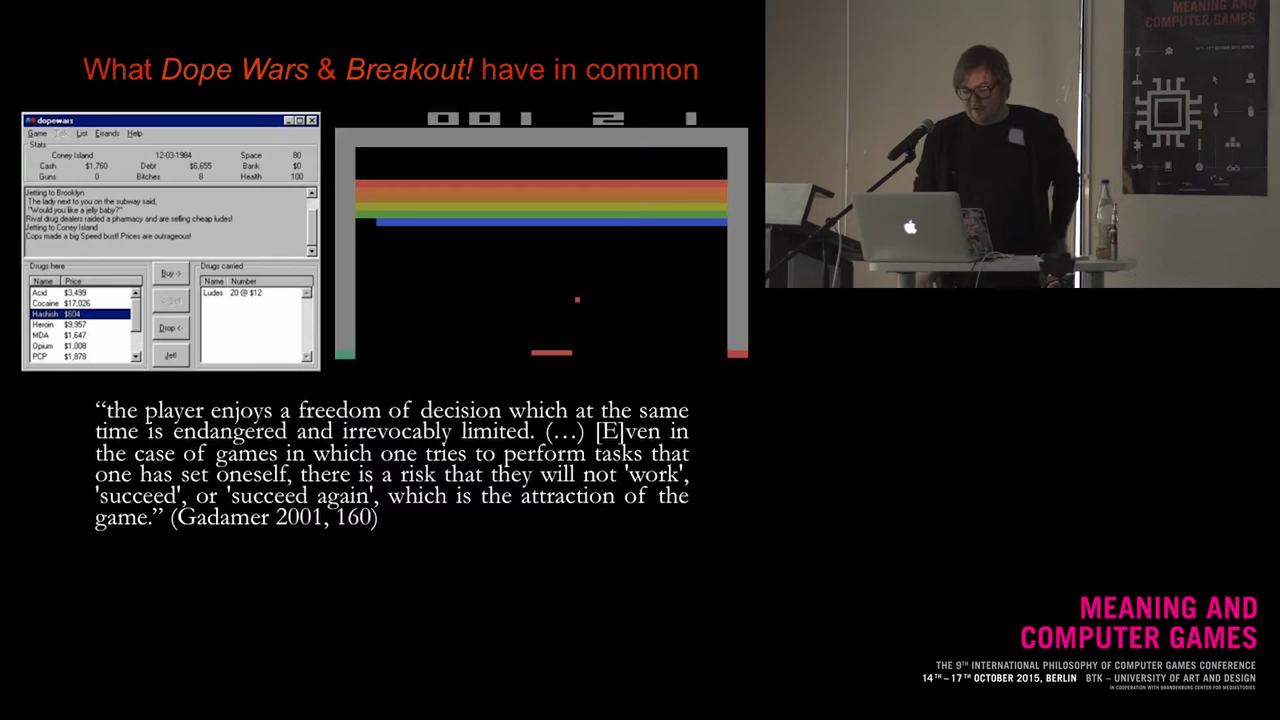 What Dope Wars & Breakout! have in common
dopewars
Game Talk List Errands Help
Stats
Coney Island 12-03-1984 Space 80
Cash $1,760 Debt $6,655 Bank $0
Guns 0 Bitches 8 Health 100
Jetting to Brooklyn
The lady next to you on the subway said,
"Would you like a jelly baby?"
Rival drug dealers raided a pharmacy and are selling cheap ludes!
Jetting to Coney Island
Cops made a big Speed bust! Prices are outrageous!
Drugs here
Name Price
Acid $3,499
Cocaine $17,026
Hashish $604
Heroin $9,957
MDA $1,647
Opium $1,008
PCP $1,878
Buy ->
<- Sell
Drop <-
Jet!
Drugs carried
Name Number
Ludes 20 @ $12
001 2 1
“the player enjoys a freedom of decision which at the same
time is endangered and irrevocably limited. (…) [E]ven in
the case of games in which one tries to perform tasks that
one has set oneself, there is a risk that they will not 'work',
'succeed', or 'succeed again', which is the attraction of the
game.” (Gadamer 2001, 160)
MEANING AND
COMPUTER GAMES
MEANING AND
COMPUTER GAMES
THE 9TH INTERNATIONAL PHILOSOPHY OF COMPUTER GAMES CONFERENCE
14TH – 17TH OCTOBER 2015, BERLIN BTK – UNIVERSITY OF ART AND DESIGN
IN COOPERATION WITH BRANDENBURG CENTER FOR MEDIASTUDIES